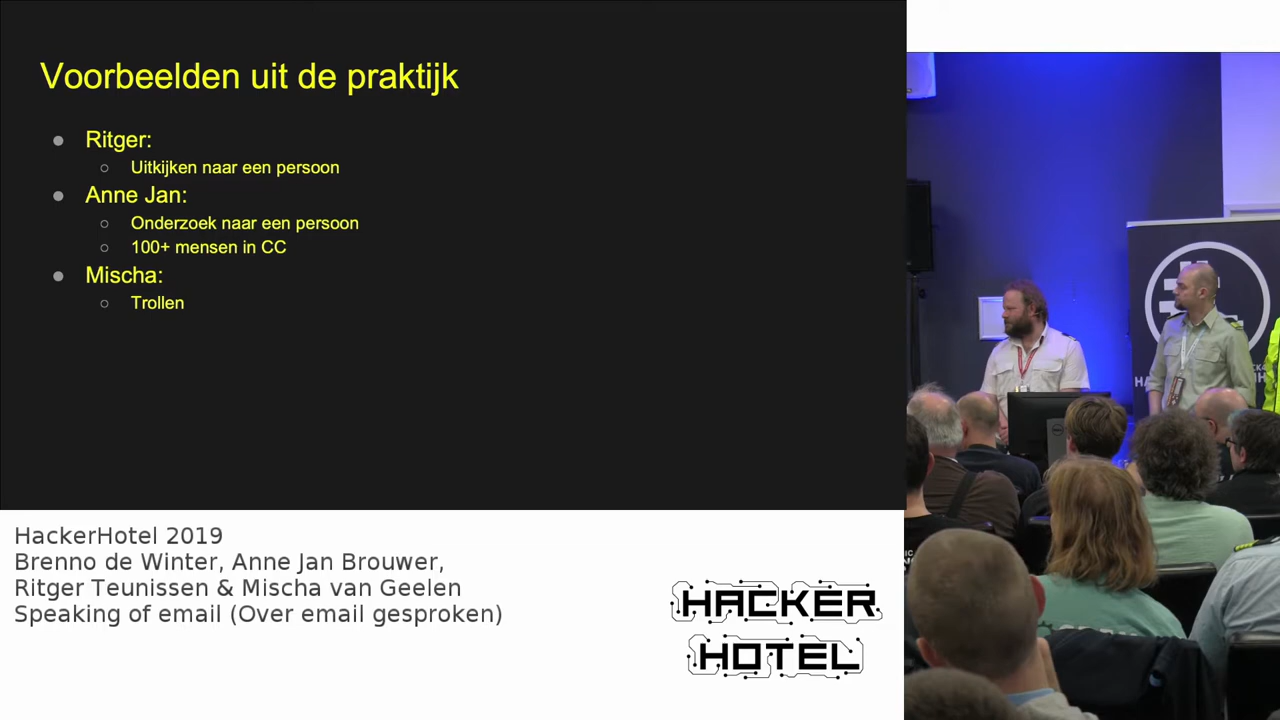 Voorbeelden uit de praktijk
Ritger:
Uitkijken naar een persoon
Anne Jan:
Onderzoek naar een persoon
100+ mensen in CC
Mischa:
Trollen
HackerHotel 2019
Brenno de Winter, Anne Jan Brouwer,
Ritger Teunissen & Mischa van Geelen
Speaking of email (Over email gesproken)
HACKER
HOTEL